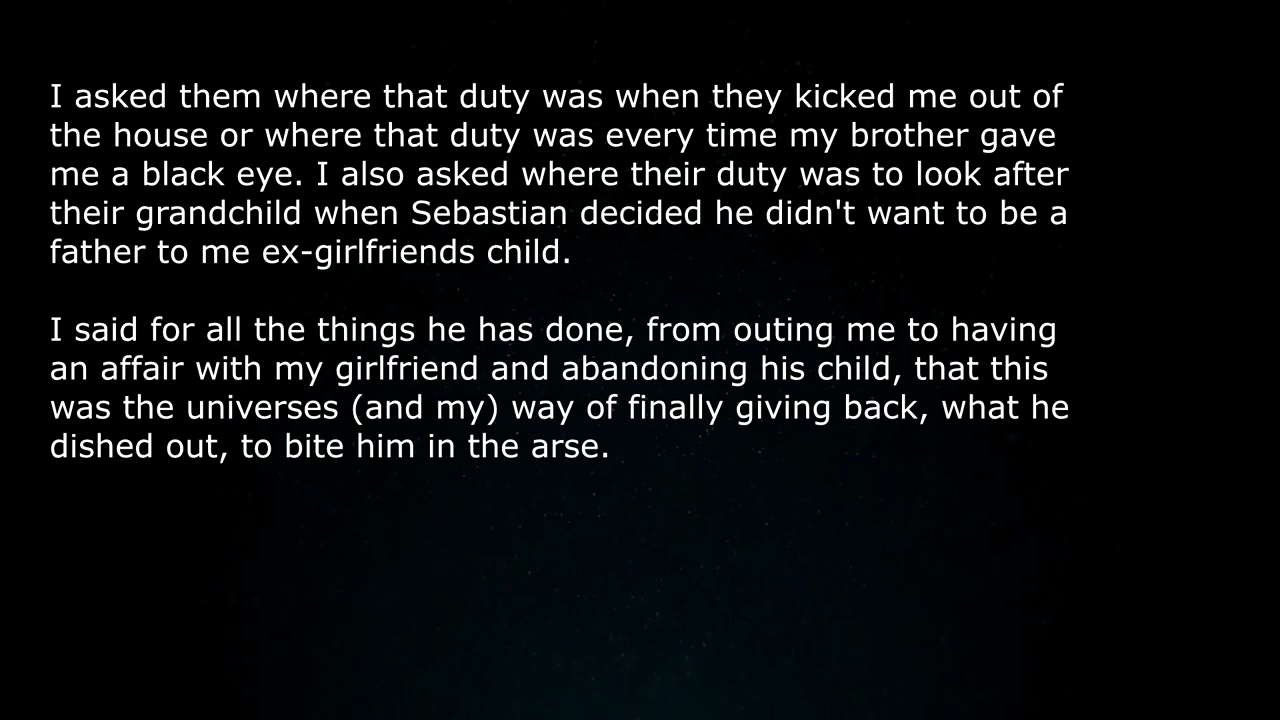 I asked them where that duty was when they kicked me out of
the house or where that duty was every time my brother gave
me a black eye. I also asked where their duty was to look after
their grandchild when Sebastian decided he didn't want to be a
father to me ex-girlfriends child.
I said for all the things he has done, from outing me to having
an affair with my girlfriend and abandoning his child, that this
was the universes (and my) way of finally giving back, what he
dished out, to bite him in the arse.